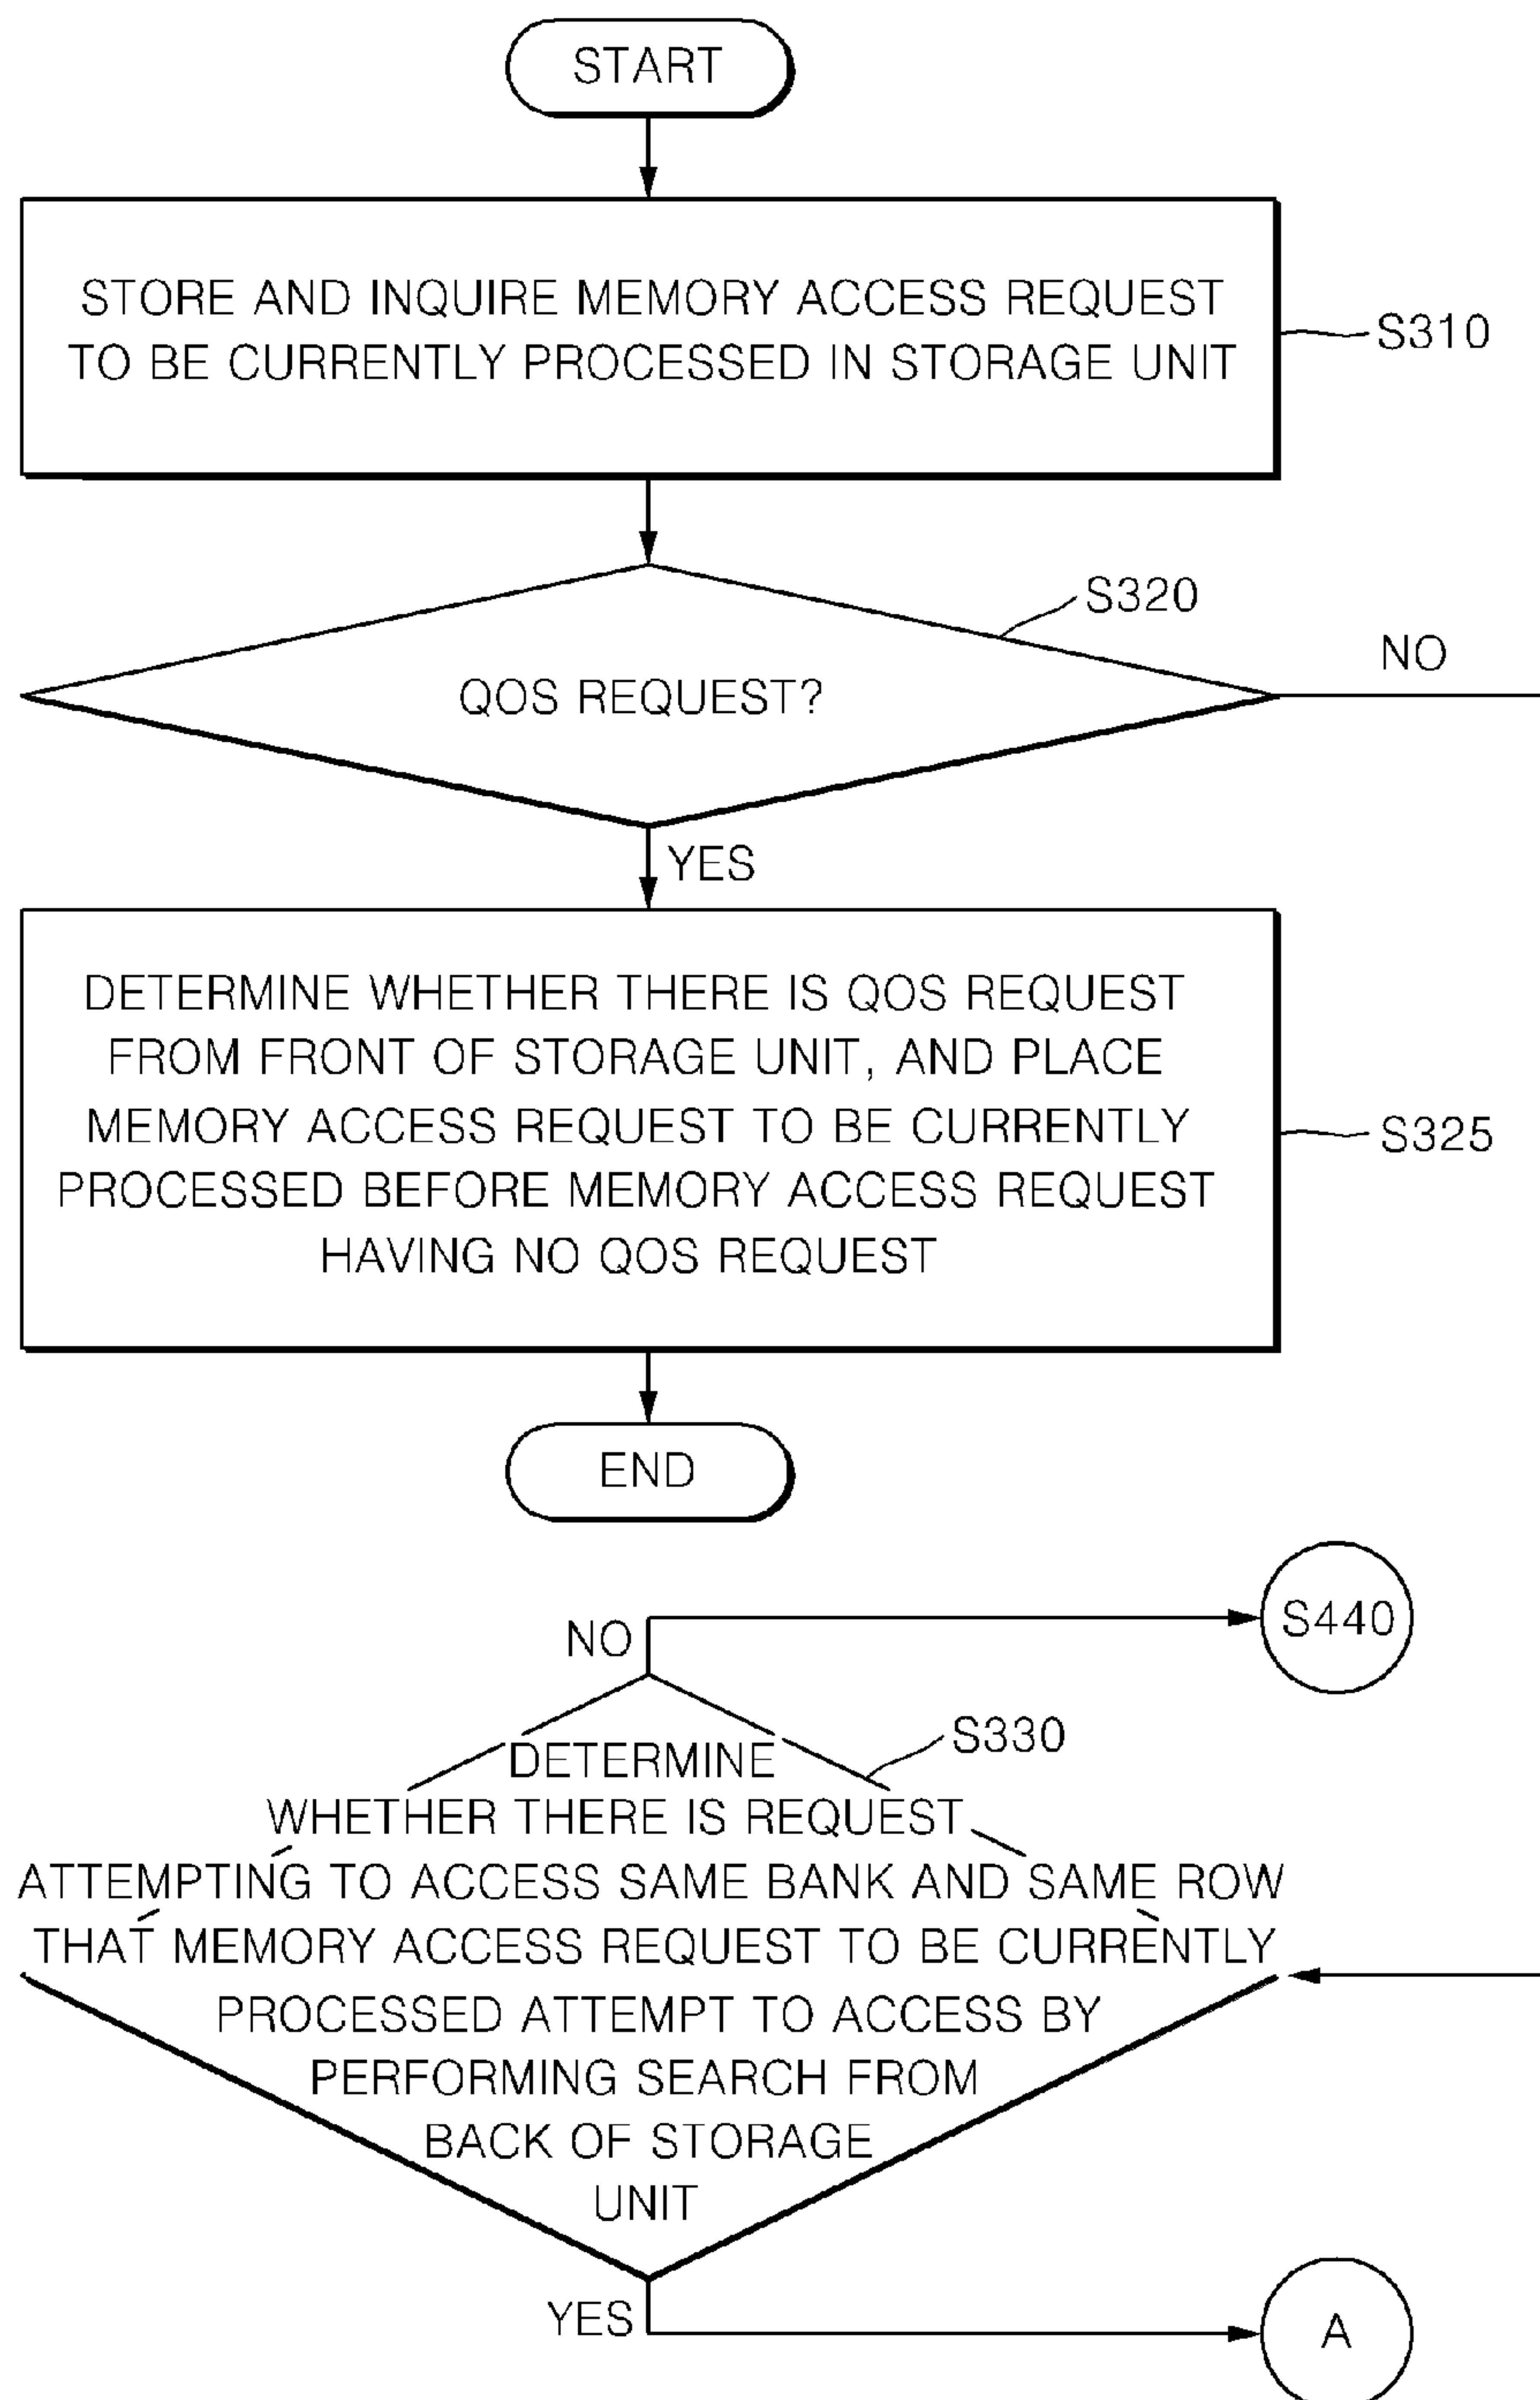 START
STORE AND INQUIRE MEMORY ACCESS REQUEST
TO BE CURRENTLY PROCESSED IN STORAGE UNIT
S310
S320
NO
QOS REQUEST?
YES
DETERMINE WHETHER THERE IS QOS REQUEST
FROM FRONT OF STORAGE UNIT, AND PLACE
MEMORY ACCESS REQUEST TO BE CURRENTLY
PROCESSED BEFORE MEMORY ACCESS REQUEST
HAVING NO QOS REQUEST
S325
END
S440
NO
S330
DETERMINE
WHETHER THERE IS REQUEST
ATTEMPTING TO ACCESS SAME BANK AND SAME ROW
THAT MEMORY ACCESS REQUEST TO BE CURRENTLY
PROCESSED ATTEMPT TO ACCESS BY
PERFORMING SEARCH FROM
BACK OF STORAGE
UNIT
YES
A